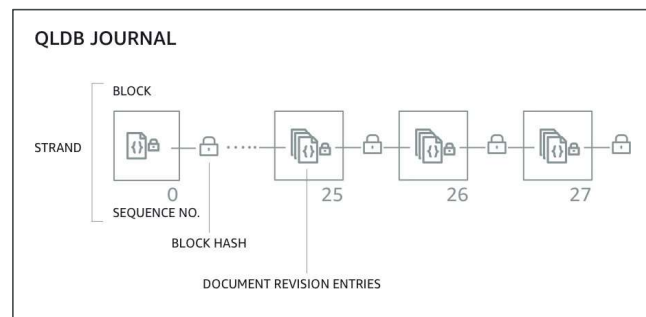 QLDB JOURNAL
BLOCK
STRAND
{}
{}
{}
{}
0
25
26
27
SEQUENCE NO.
BLOCK HASH
DOCUMENT REVISION ENTRIES